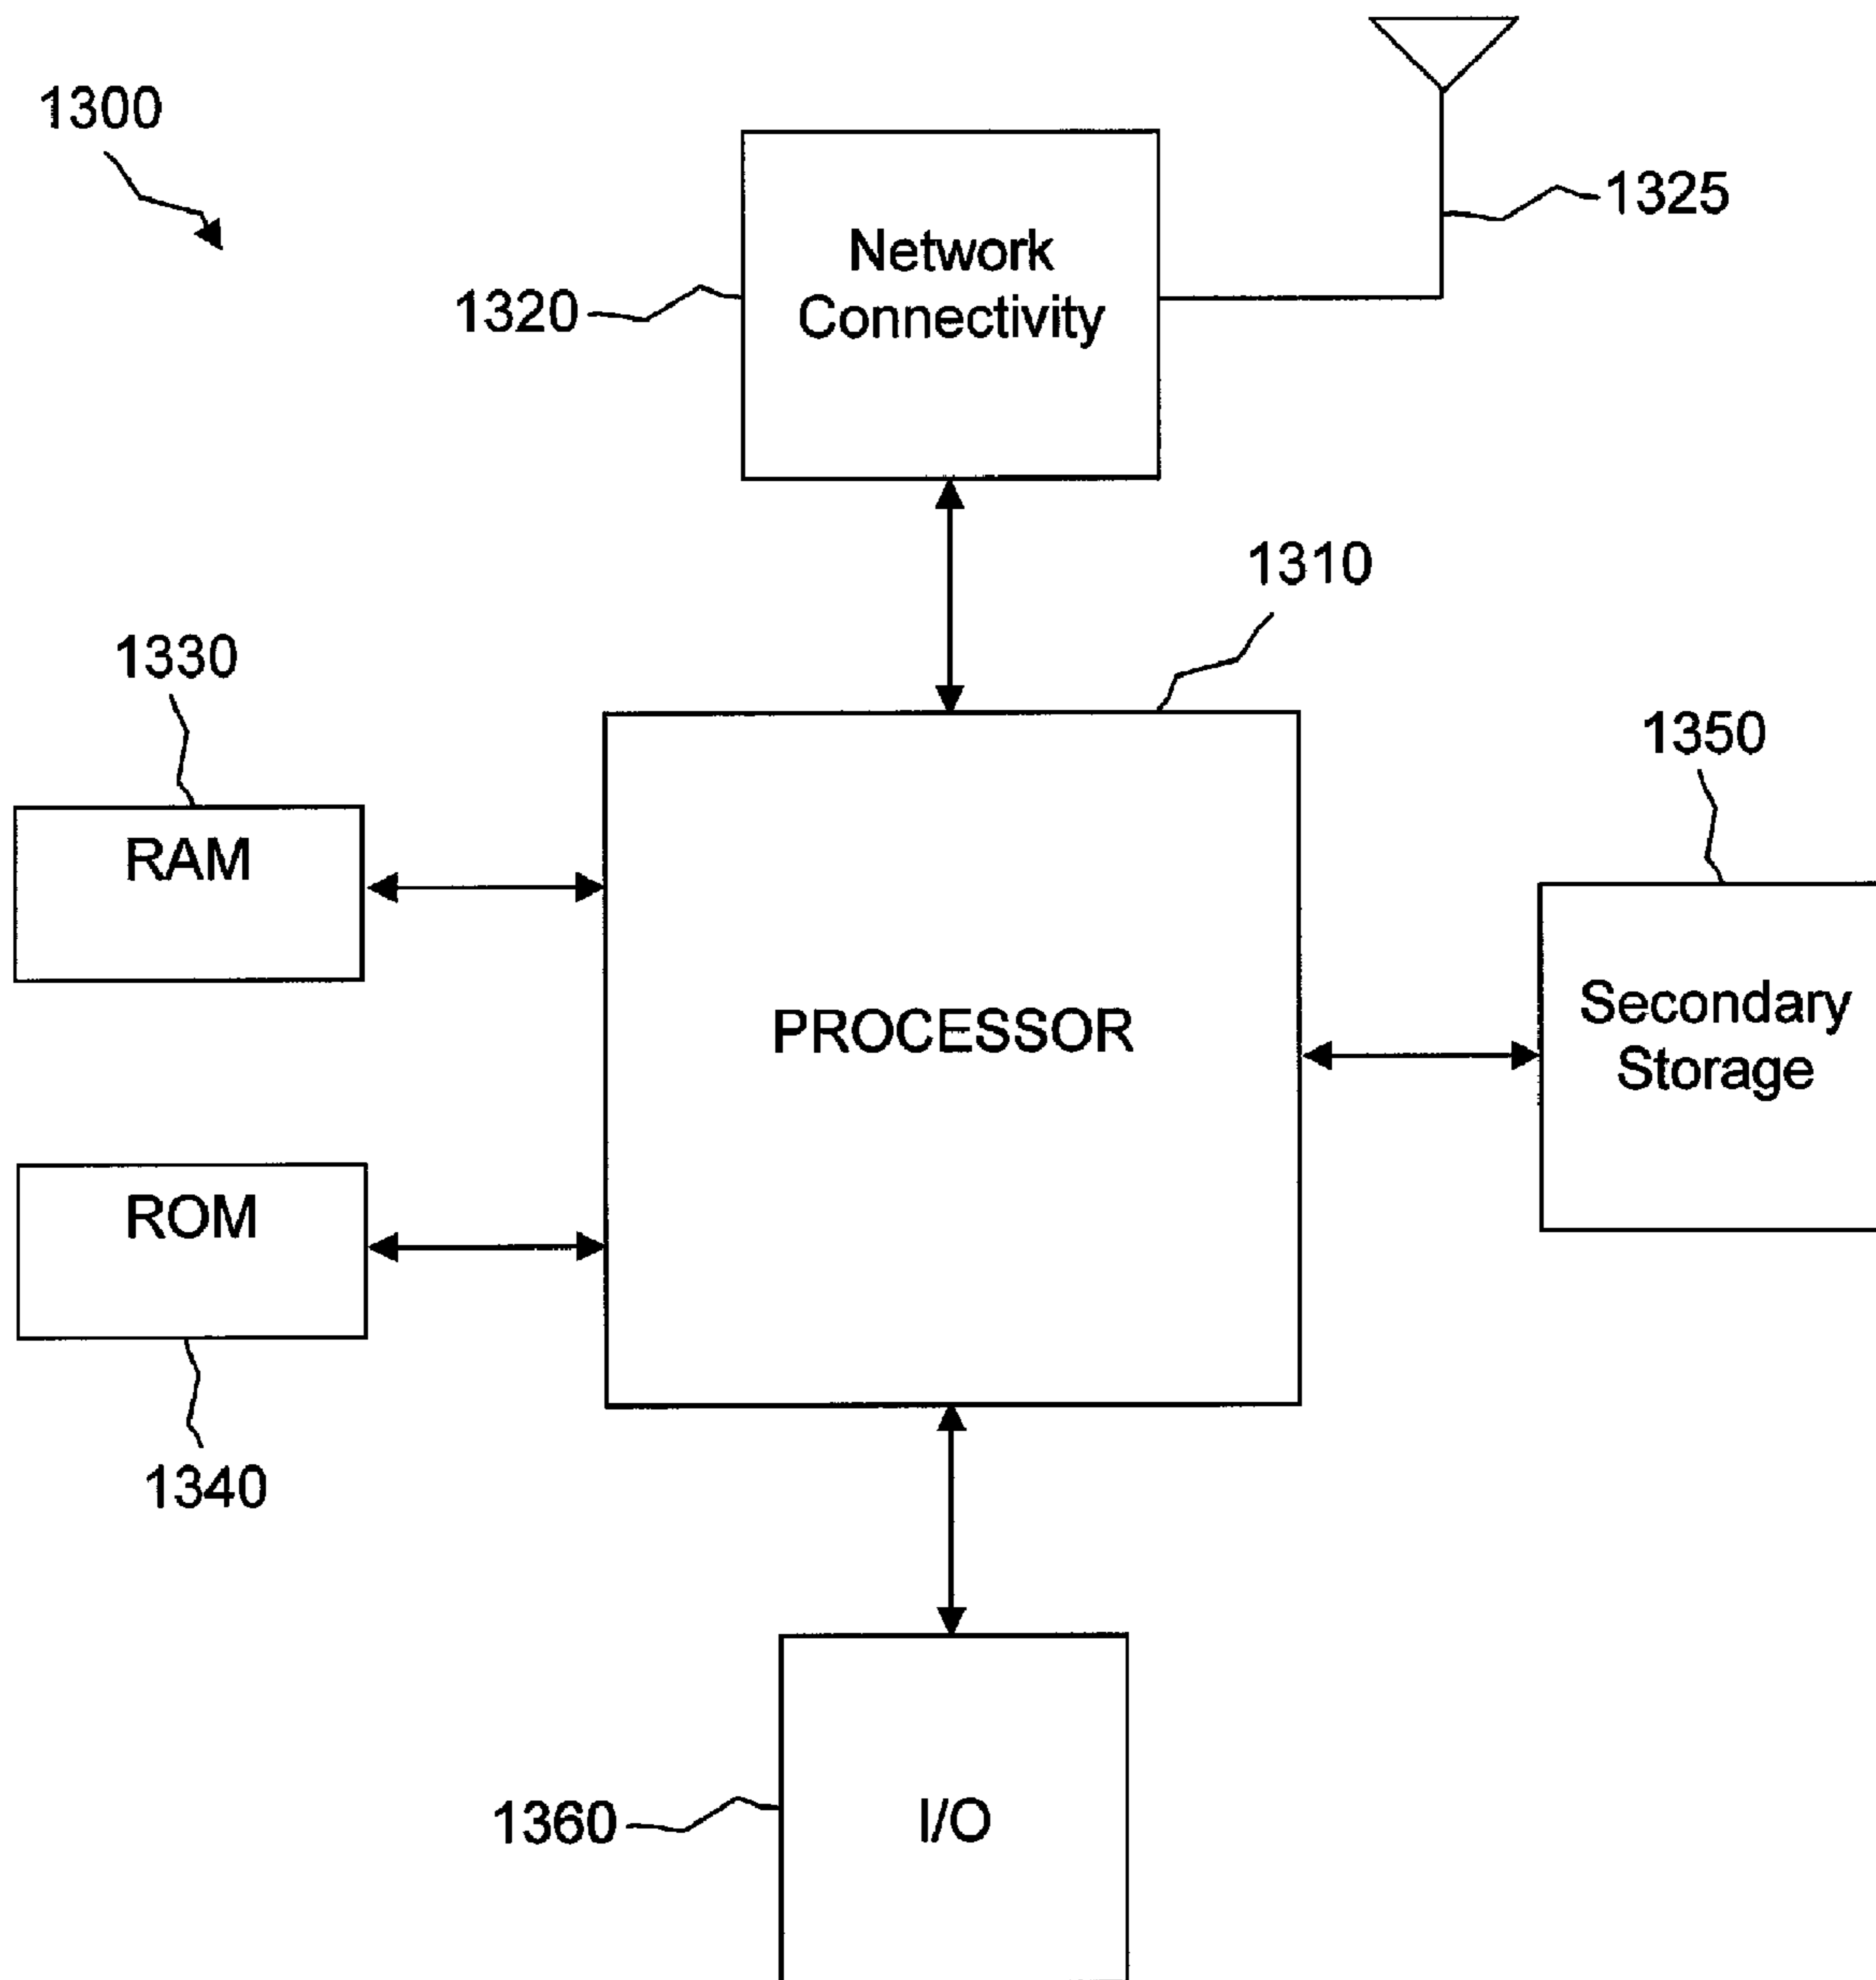 1300
1325
Network
Connectivity
1320
1310
1330
1350
RAM
Secondary
Storage
PROCESSOR
ROM
1340
1360
I/O